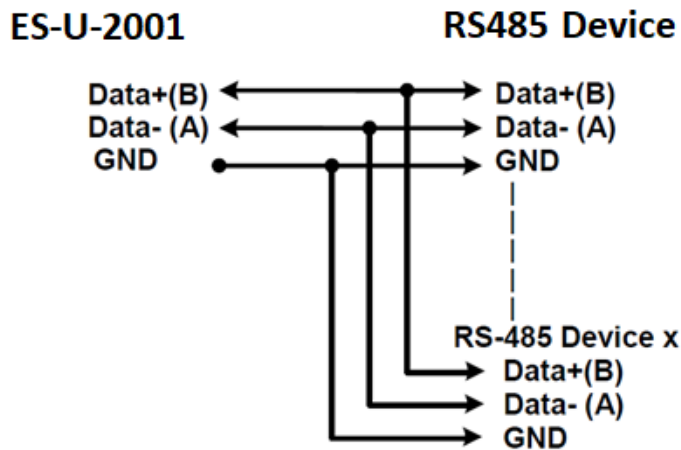 ES-U-2001 RS485 Device
Data+(B) Data+(B)
Data- (A) Data- (A)
GND GND
RS-485 Device x
Data+(B)
Data- (A)
GND